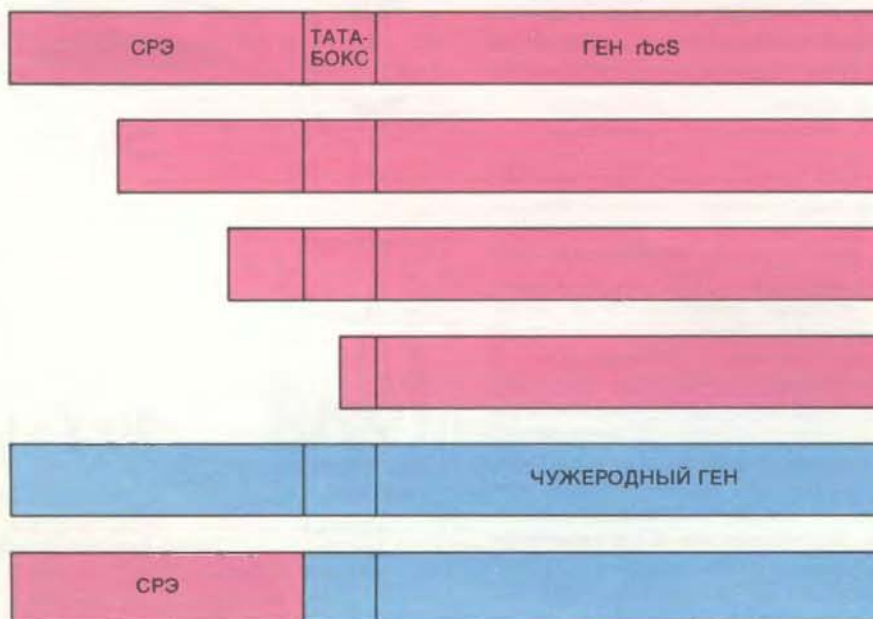 СРЭ
ТАТА-
БОКС
ГЕН rbcS
ЧУЖЕРОДНЫЙ ГЕН
СРЭ